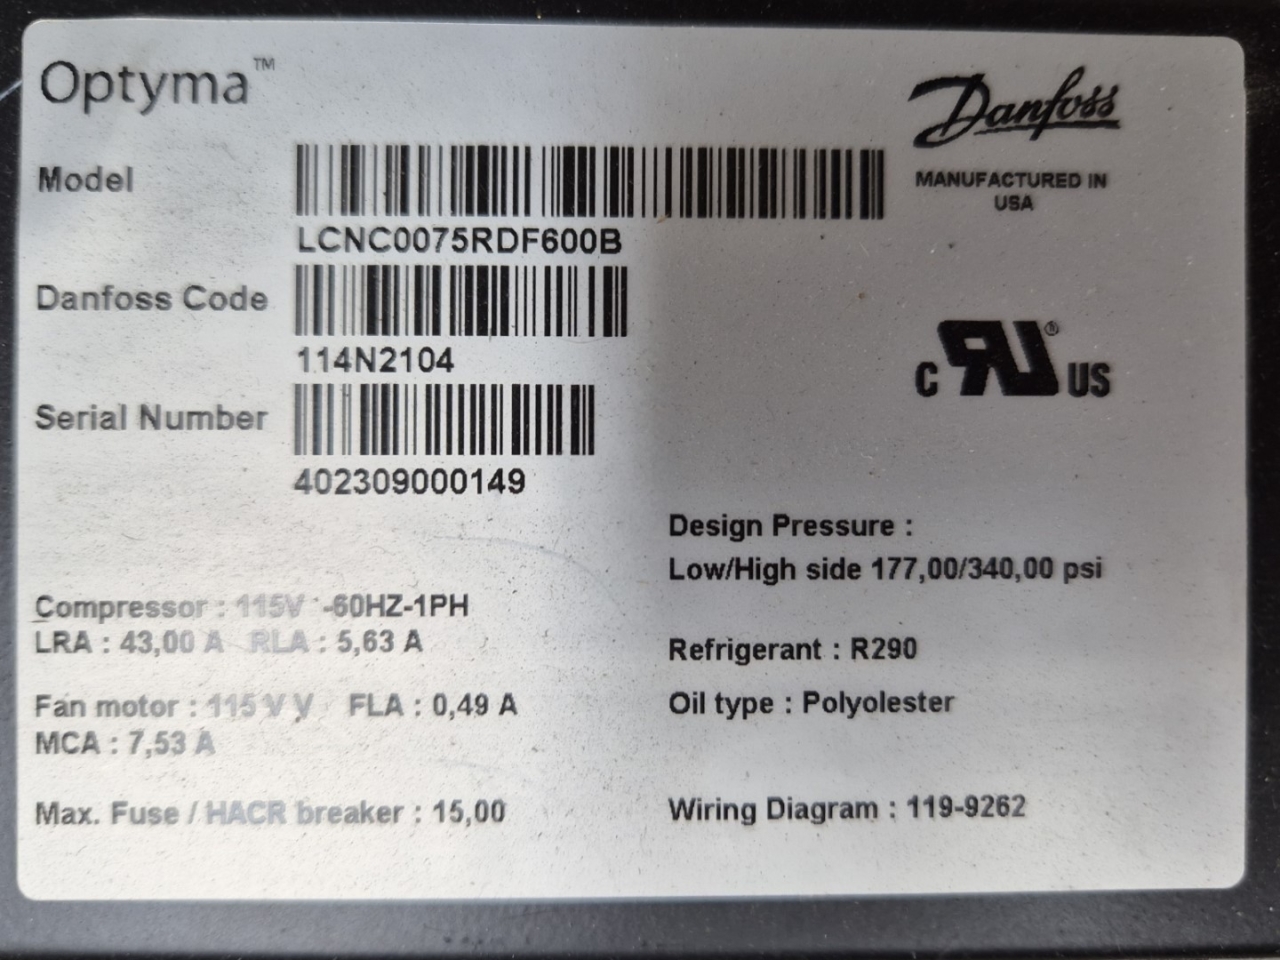 Optyma™
Danfoss
MANUFACTURED IN
USA
Model
LCNC0075RDF600B
Danfoss Code
114N2104
Serial Number
402309000149
C RU® US
Design Pressure :
Low/High side 177,00/340,00 psi
Compressor : 115V -60HZ-1PH
LRA : 43,00 A RLA : 5,63 A
Refrigerant : R290
Fan motor : 115 V V FLA : 0,49 A
Oil type : Polyolester
MCA : 7,53 A
Max. Fuse / HACR breaker : 15,00
Wiring Diagram : 119-9262